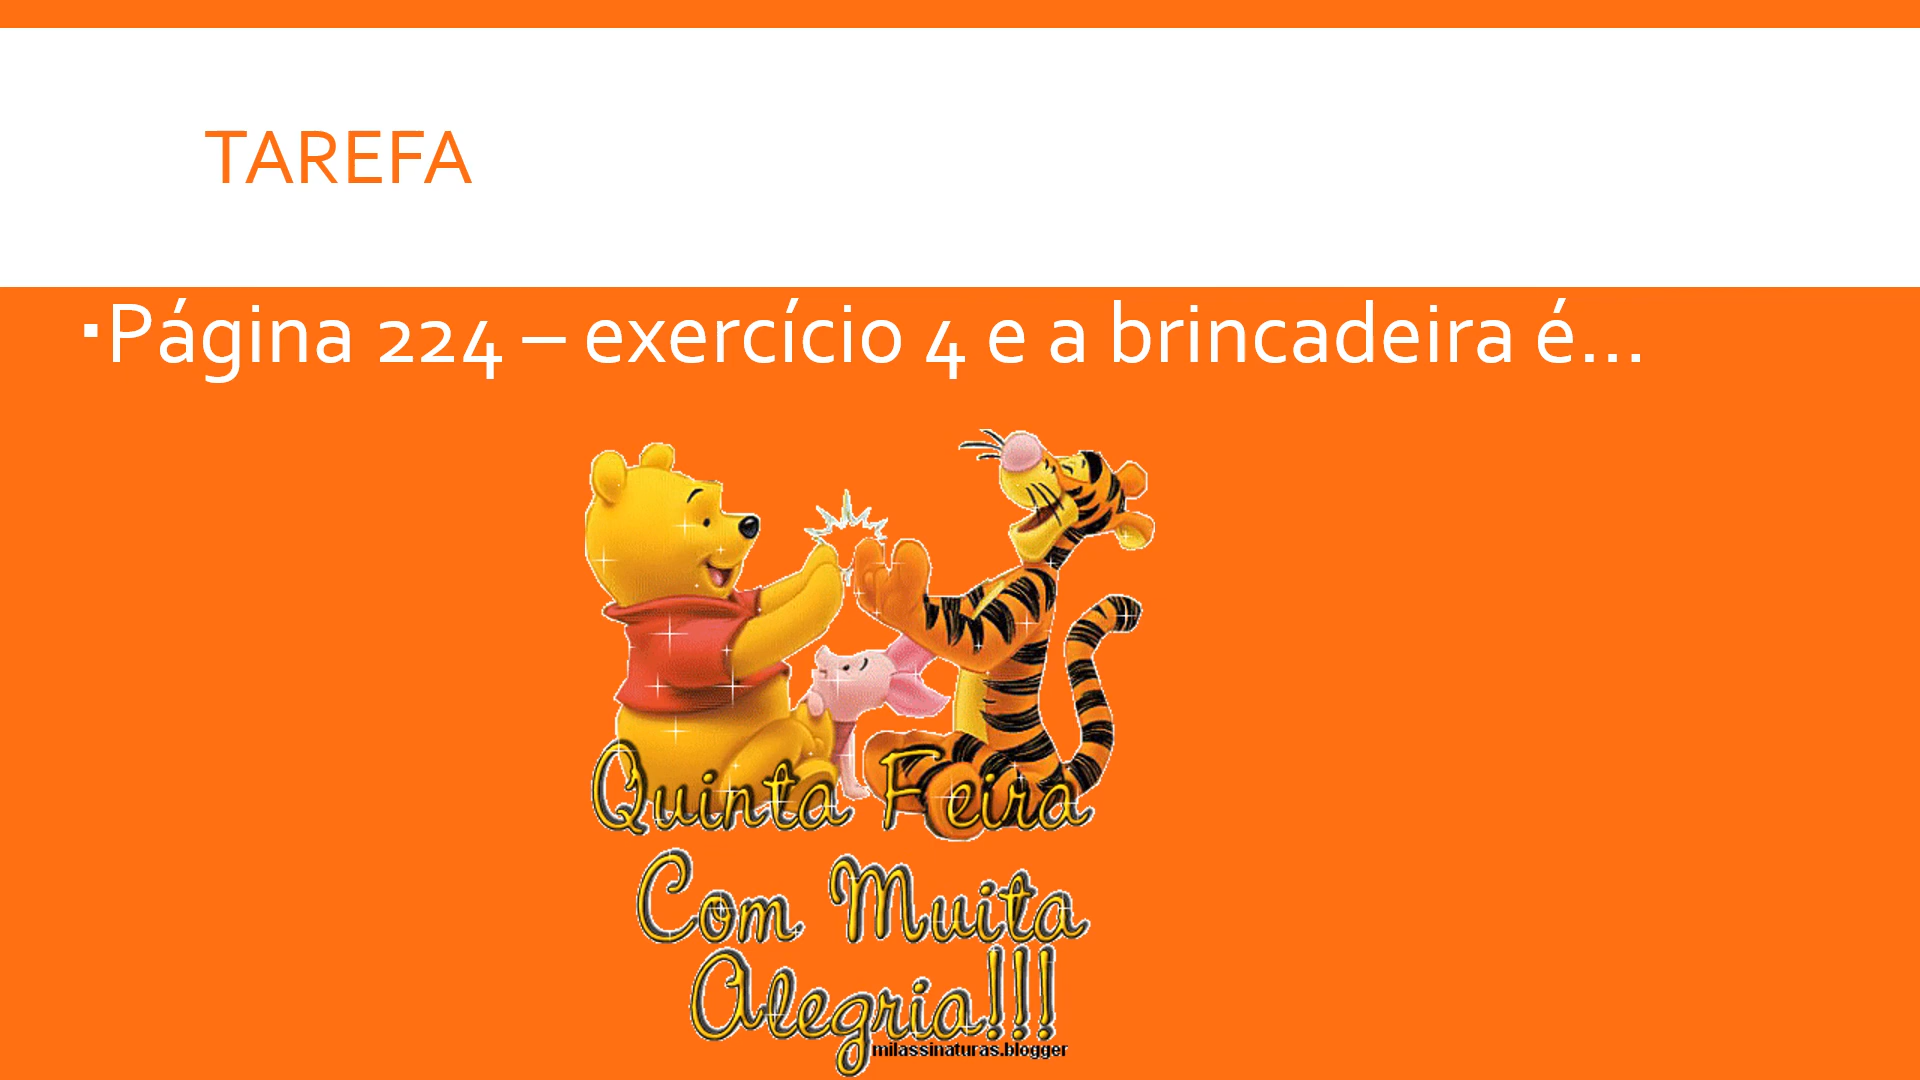 TAREFA
▪Página 224 – exercício 4 e a brincadeira é...
Quinta Feira
Com Muita
Alegria!!!
milassinaturas.blogger